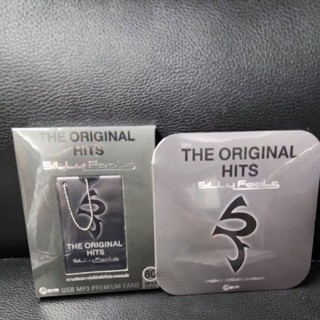 THE ORIGINAL
HITS
SiLLy FooLs
THE ORIGINAL
HITS
SiLLy FooLs
USB MP3 PREMIUM CARD
THE ORIGINAL
HITS
SiLLy FooLs